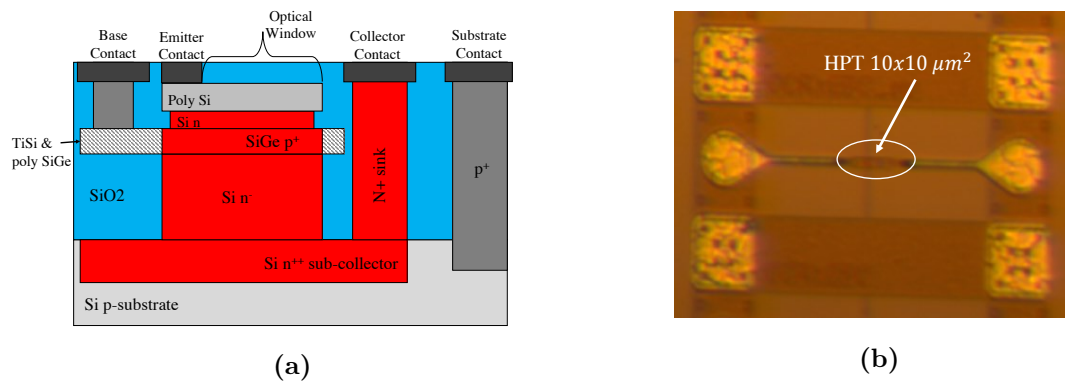 Optical
Window
Base
Contact
Emitter
Contact
Collector
Contact
Substrate
Contact
Poly Si
Si n
TiSi &
poly SiGe
SiGe p⁺
SiO2
Si n
N+ sink
p⁺
Si n⁺⁺ sub-collector
Si p-substrate
(a)
HPT 10x10 μm²
(b)